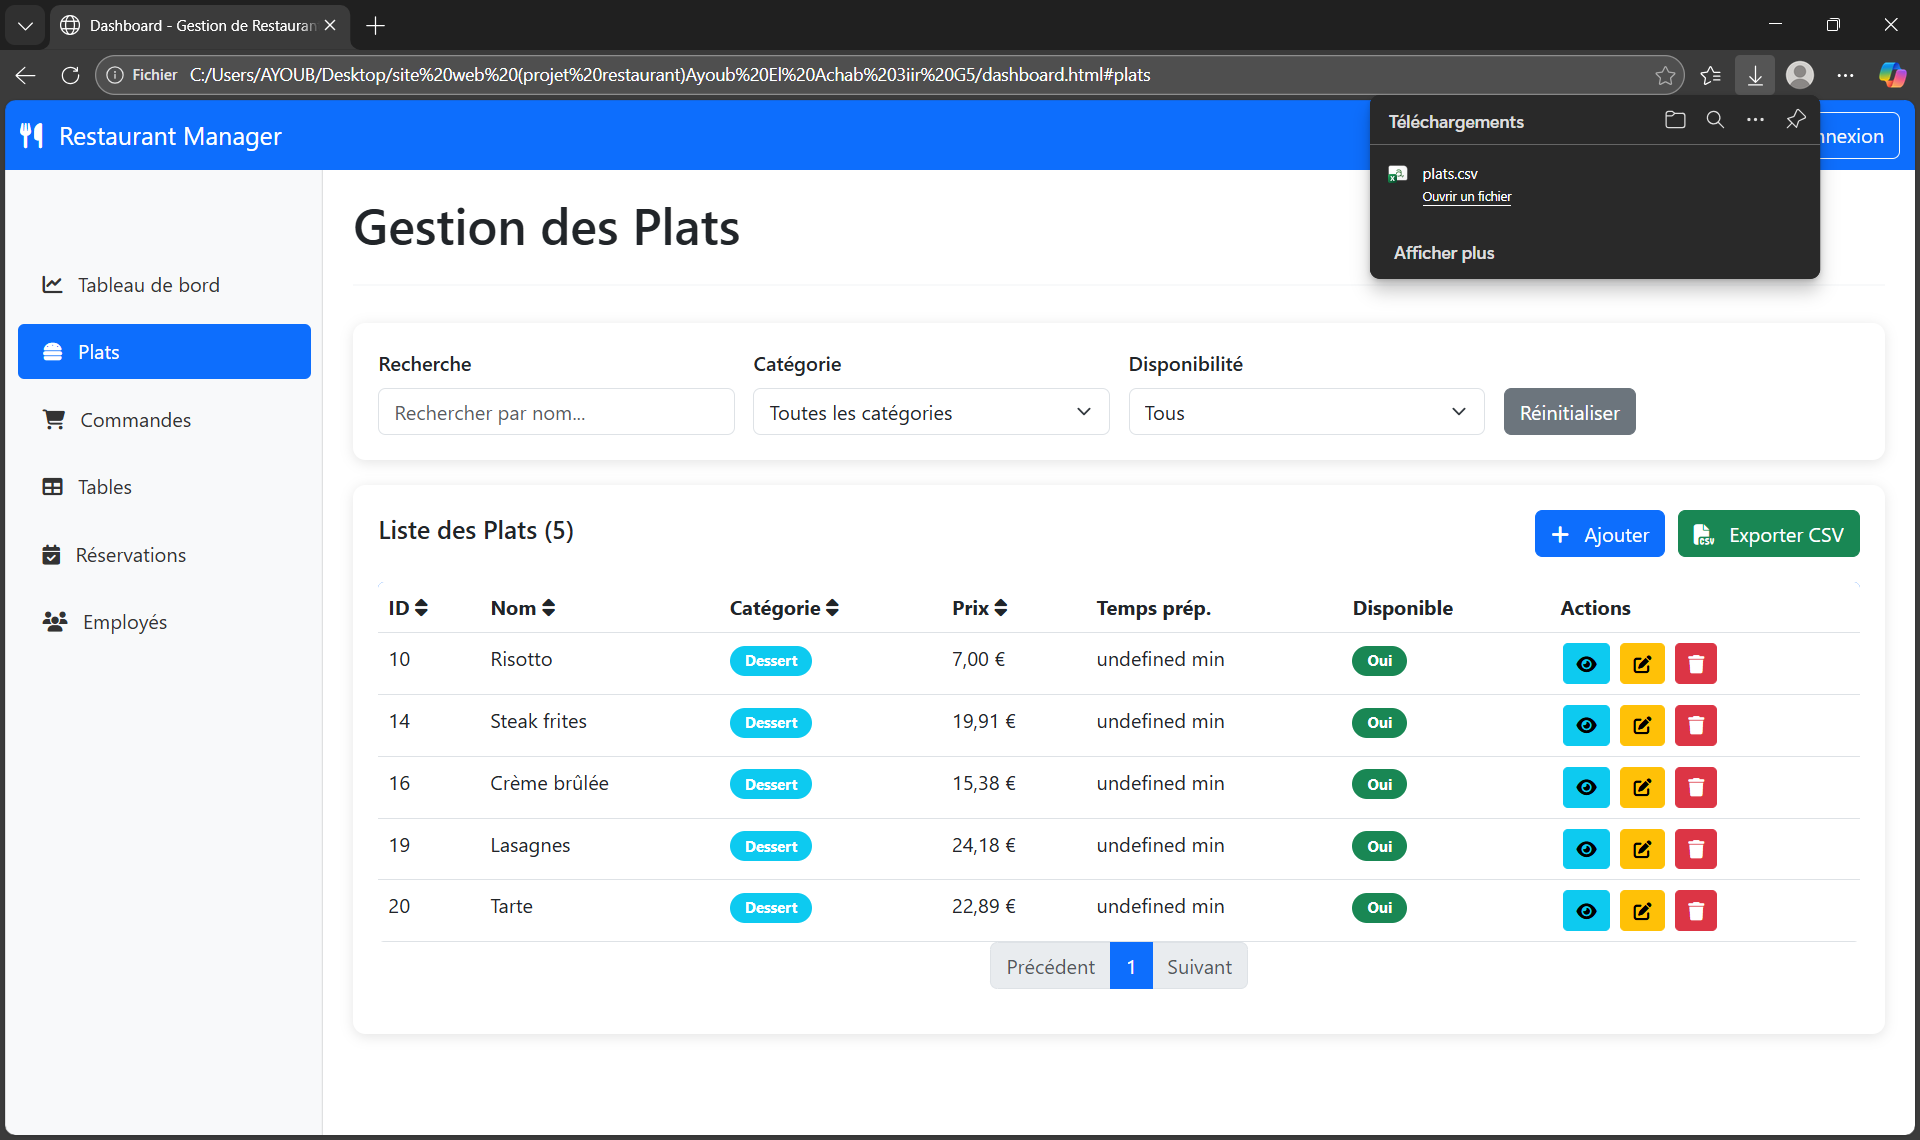 Dashboard - Gestion de Restauran
Fichier C:/Users/AYOUB/Desktop/site%20web%20(projet%20restaurant)Ayoub%20El%20Achab%203iir%20G5/dashboard.html#plats
Restaurant Manager
nnexion
Téléchargements
plats.csv
Ouvrir un fichier
Afficher plus
Tableau de bord
Plats
Commandes
Tables
Réservations
Employés
Gestion des Plats
Recherche Catégorie Disponibilité
Rechercher par nom... Toutes les catégories Tous Réinitialiser
Liste des Plats (5) Ajouter Exporter CSV
ID Nom Catégorie Prix Temps prép. Disponible Actions
10 Risotto Dessert 7,00 € undefined min Oui
14 Steak frites Dessert 19,91 € undefined min Oui
16 Crème brûlée Dessert 15,38 € undefined min Oui
19 Lasagnes Dessert 24,18 € undefined min Oui
20 Tarte Dessert 22,89 € undefined min Oui
Précédent 1 Suivant